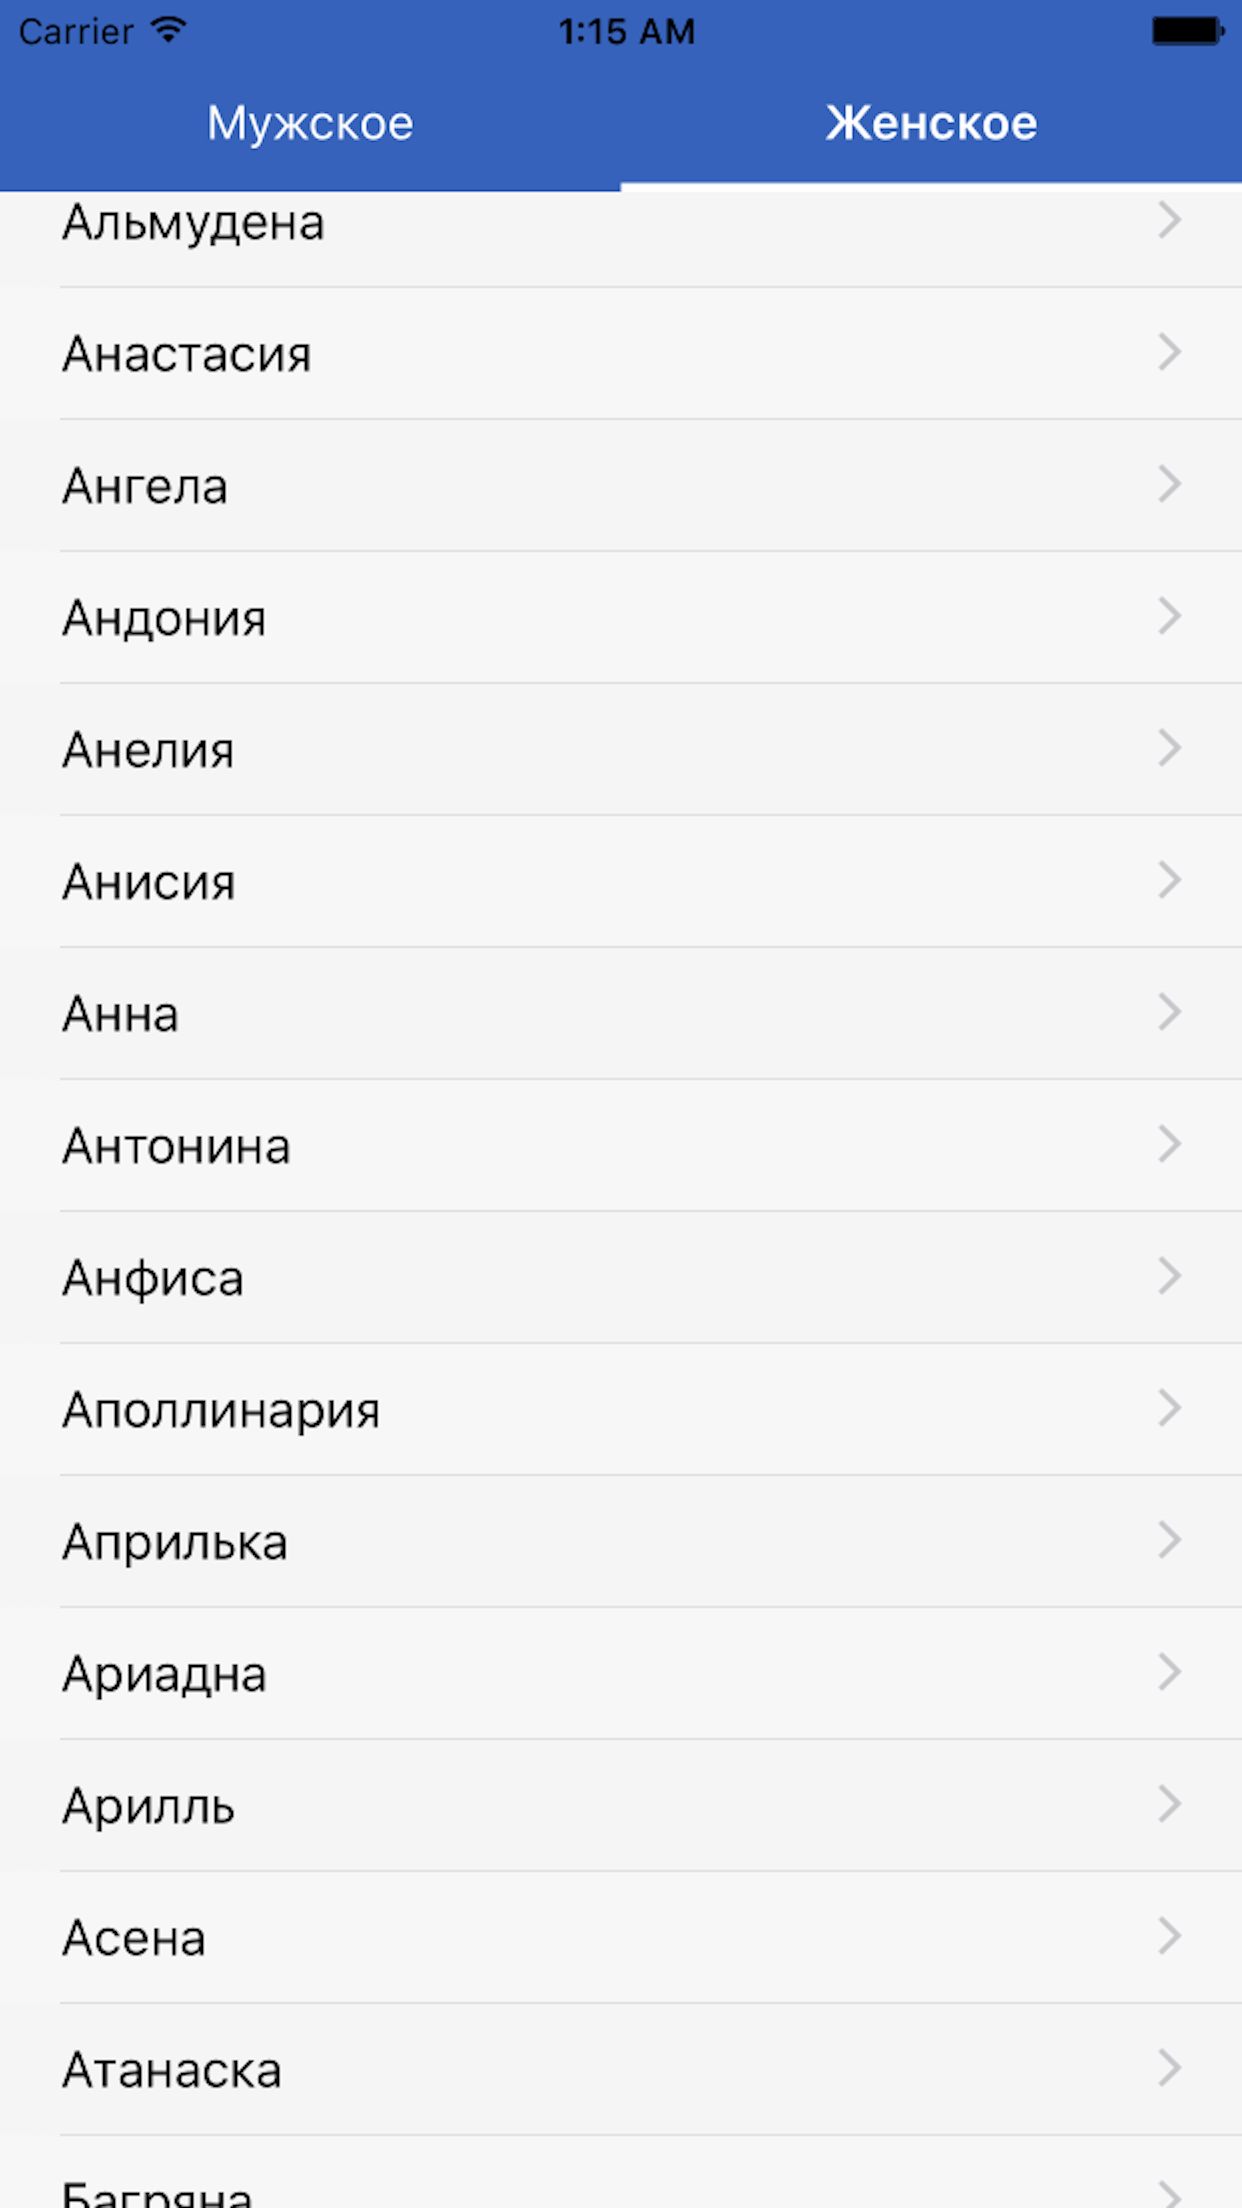 Carrier 1:15 AM
Мужское Женское
Альмудена
Анастасия
Ангела
Андония
Анелия
Анисия
Анна
Антонина
Анфиса
Аполлинария
Априлька
Ариадна
Арилль
Асена
Атанаска
Багряна